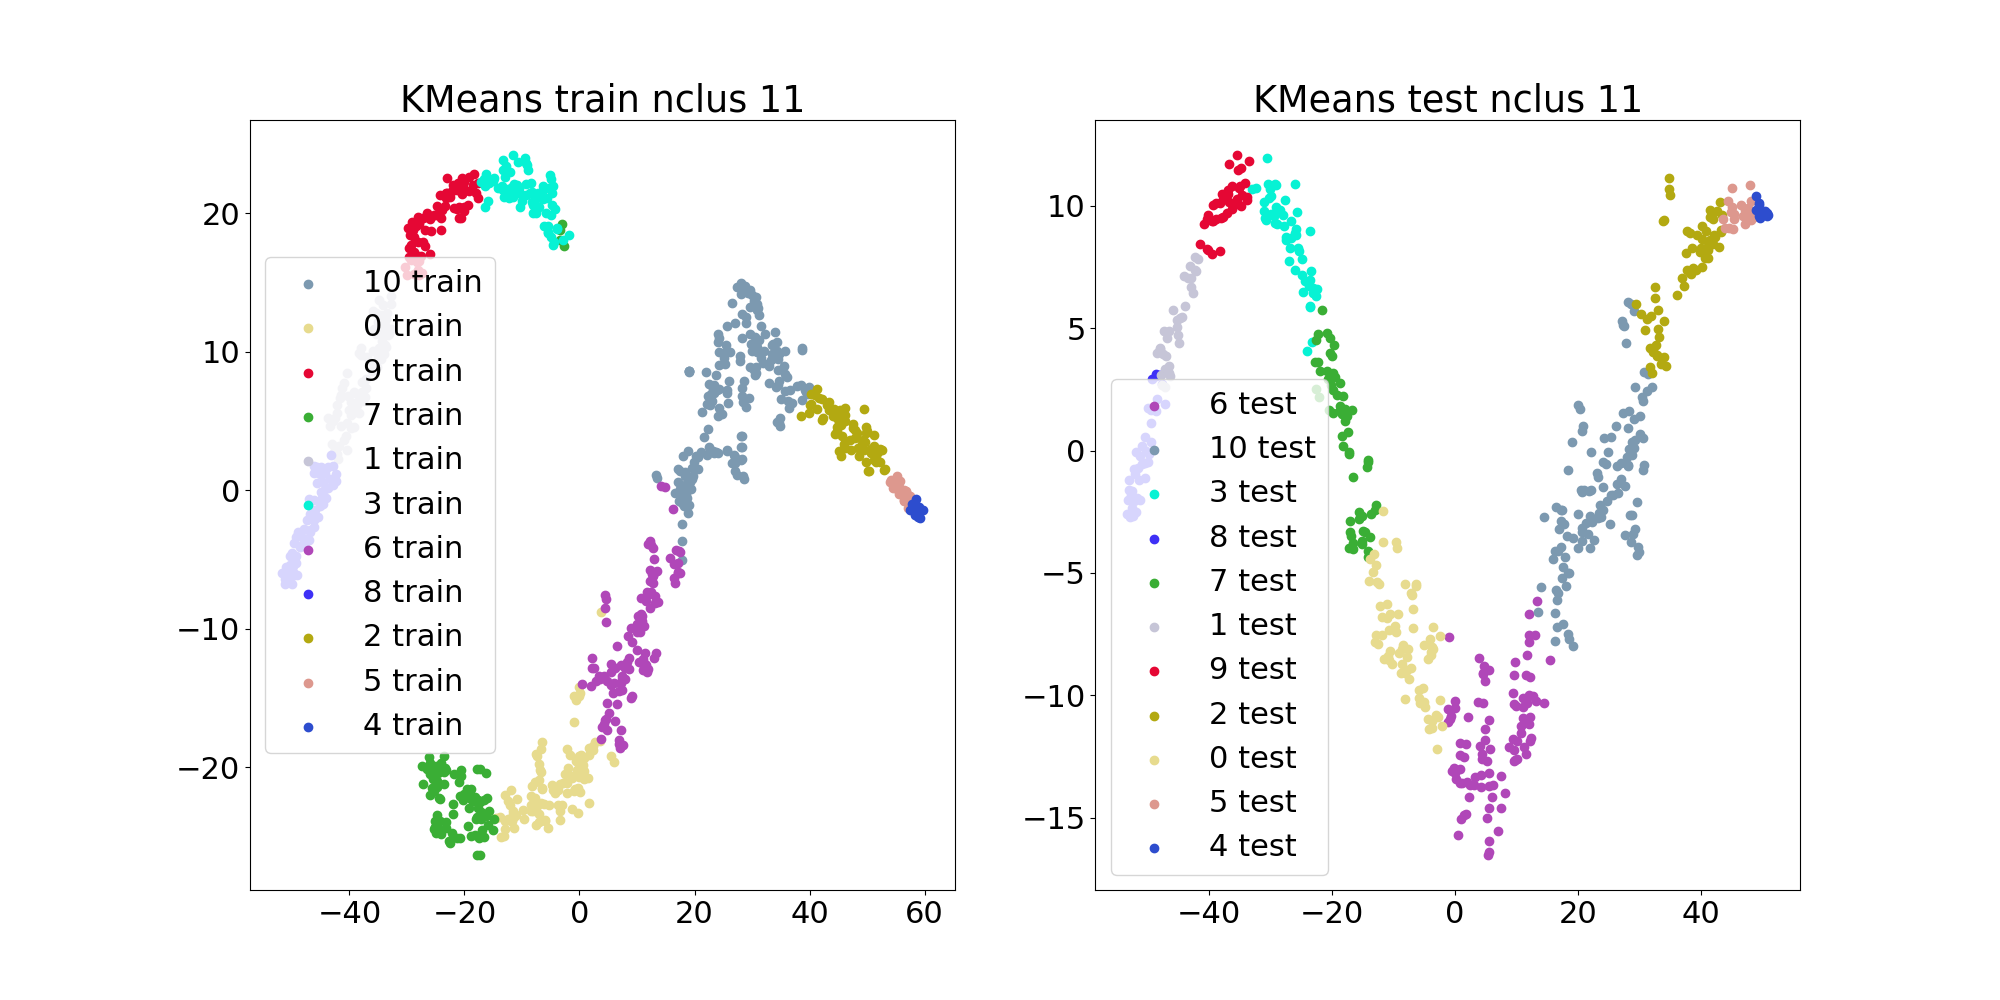 KMeans train nclus 11
20
10
0
−10
−20
−40
−20
0
20
40
60
10 train
0 train
9 train
7 train
1 train
3 train
6 train
8 train
2 train
5 train
4 train
KMeans test nclus 11
10
5
0
−5
−10
−15
−40
−20
0
20
40
6 test
10 test
3 test
8 test
7 test
1 test
9 test
2 test
0 test
5 test
4 test